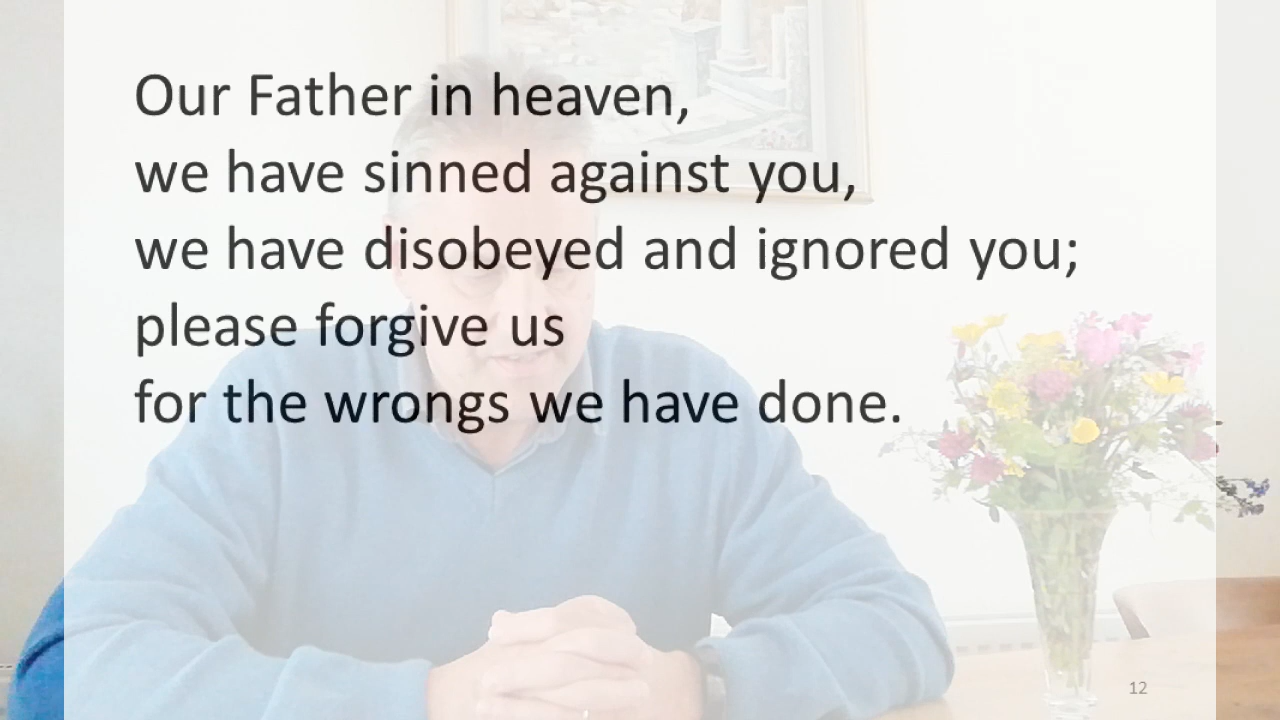 Our Father in heaven,
we have sinned against you,
we have disobeyed and ignored you;
please forgive us
for the wrongs we have done.
12